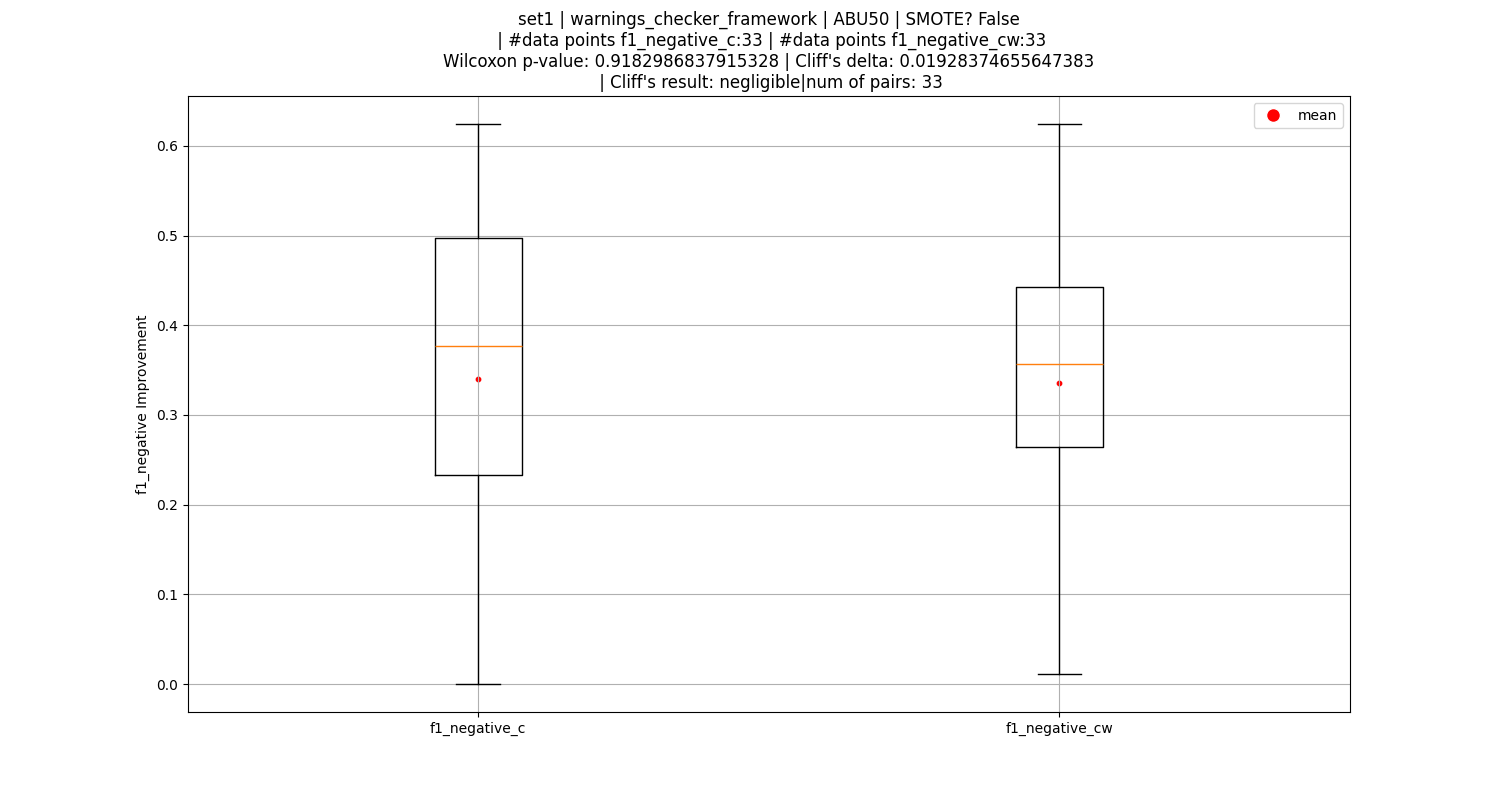 set1 | warnings_checker_framework | ABU50 | SMOTE? False
| #data points f1_negative_c:33 | #data points f1_negative_cw:33
Wilcoxon p-value: 0.9182986837915328 | Cliff's delta: 0.01928374655647383
| Cliff's result: negligible|num of pairs: 33
mean
0.6
0.5
0.4
0.3
0.2
0.1
0.0
f1_negative Improvement
f1_negative_c
f1_negative_cw